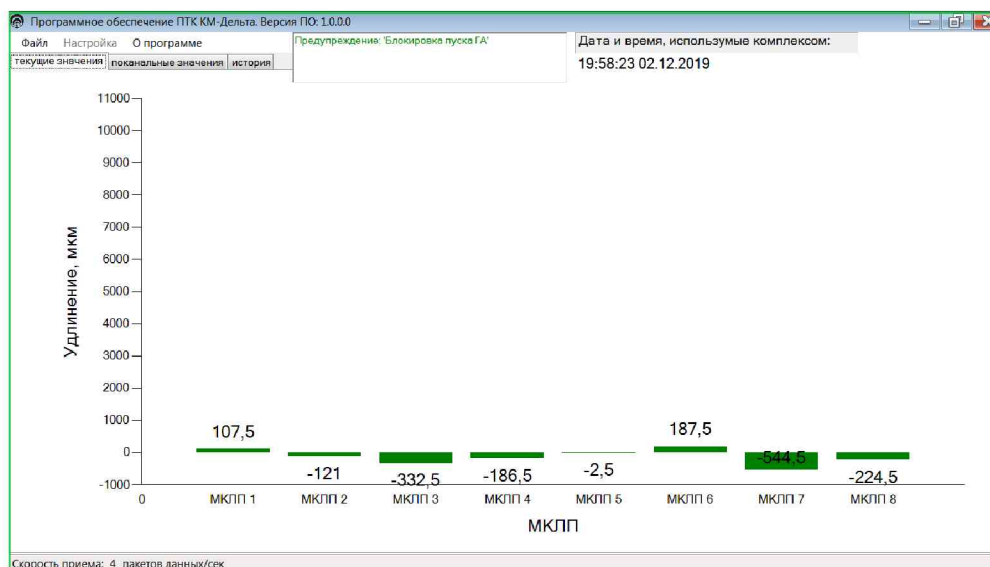 Программное обеспечение ПТК КМ-Дельта. Версия ПО: 1.0.0.0
Файл Настройка О программе
Предупреждение: 'Блокировка пуска ГА'
Дата и время, используемые комплексом:
текущие значения поканальные значения история
19:58:23 02.12.2019
11000
10000
9000
8000
7000
6000
5000
4000
3000
2000
1000
0
-1000
Удлинение, мкм
107,5 -121 -332,5 -186,5 -2,5 187,5 -544,5 -224,5
0 МКЛП 1 МКЛП 2 МКЛП 3 МКЛП 4 МКЛП 5 МКЛП 6 МКЛП 7 МКЛП 8
МКЛП
Скорость приема: 4 пакетов данных/сек